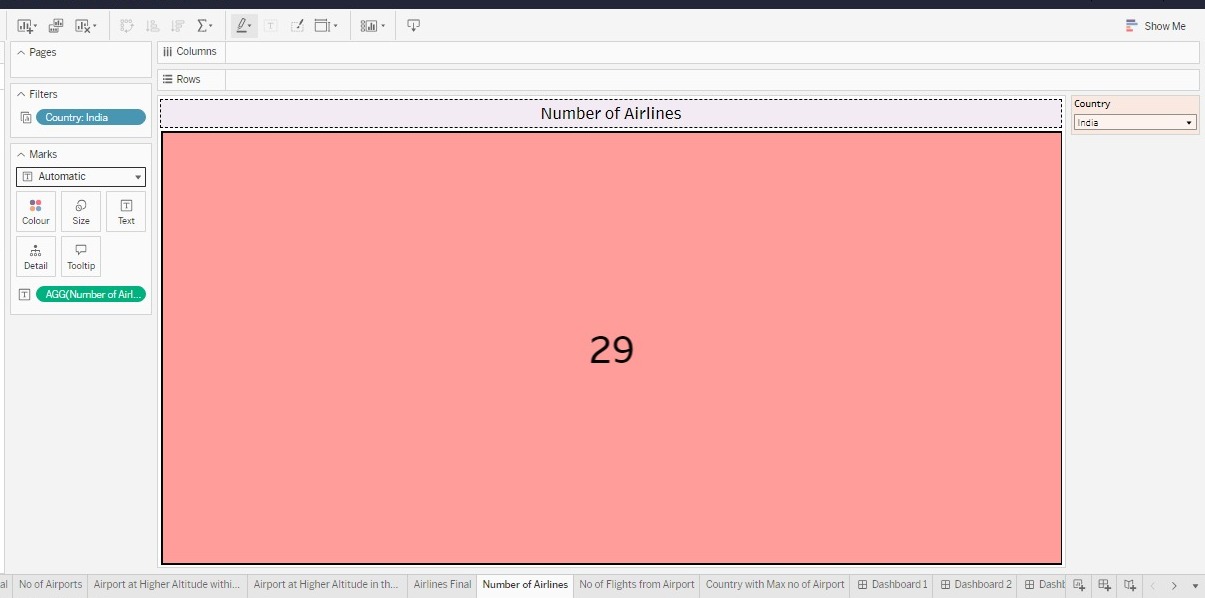 Show Me
Pages
Columns
Rows
Filters
Country: India
Number of Airlines
Country
India
Marks
Automatic
Colour Size Text
Detail Tooltip
AGG(Number of Airl...
29
al No of Airports Airport at Higher Altitude withi... Airport at Higher Altitude in th... Airlines Final Number of Airlines No of Flights from Airport Country with Max no of Airport Dashboard 1 Dashboard 2 Dashb